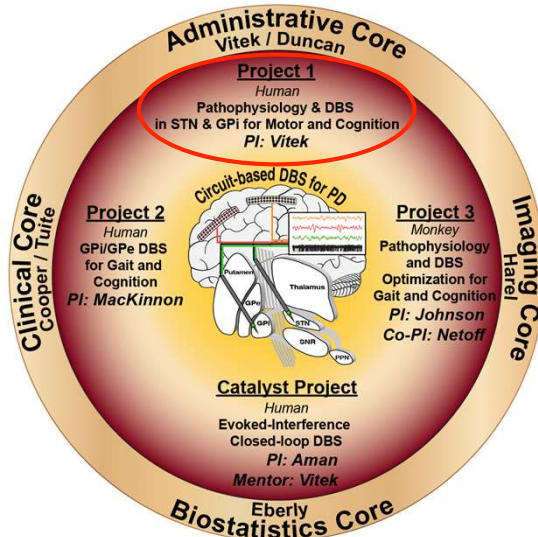 Administrative Core
Vitek / Duncan
Project 1
Human
Pathophysiology & DBS
in STN & GPi for Motor and Cognition
PI: Vitek
Circuit-based DBS for PD
Clinical Core
Cooper / Tuite
Project 2
Human
GPi/GPe DBS
for Gait and
Cognition
PI: MacKinnon
Putamen
GPe
GPi
Thalamus
STN
SNR
PPN
Project 3
Monkey
Pathophysiology
and DBS
Optimization for
Gait and Cognition
PI: Johnson
Co-PI: Netoff
Imaging Core
Harel
Catalyst Project
Human
Evoked-Interference
Closed-loop DBS
PI: Aman
Mentor: Vitek
Eberly
Biostatistics Core